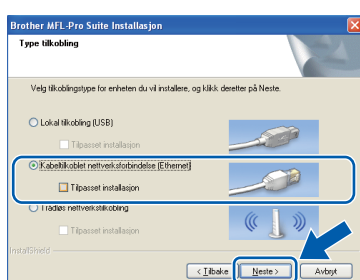 Brother MFL-Pro Suite Installasjon
Type tilkobling
Velg tilkoblingstype for enheten du vil installere, og klikk deretter på Neste.
Lokal tilkobling (USB)
Tilpasset installasjon
Kabeltilkoblet nettverksforbindelse (Ethernet)
Tilpasset installasjon
Trådløs nettverkstilkobling
Tilpasset installasjon
InstallShield
< Tilbake Neste > Avbryt